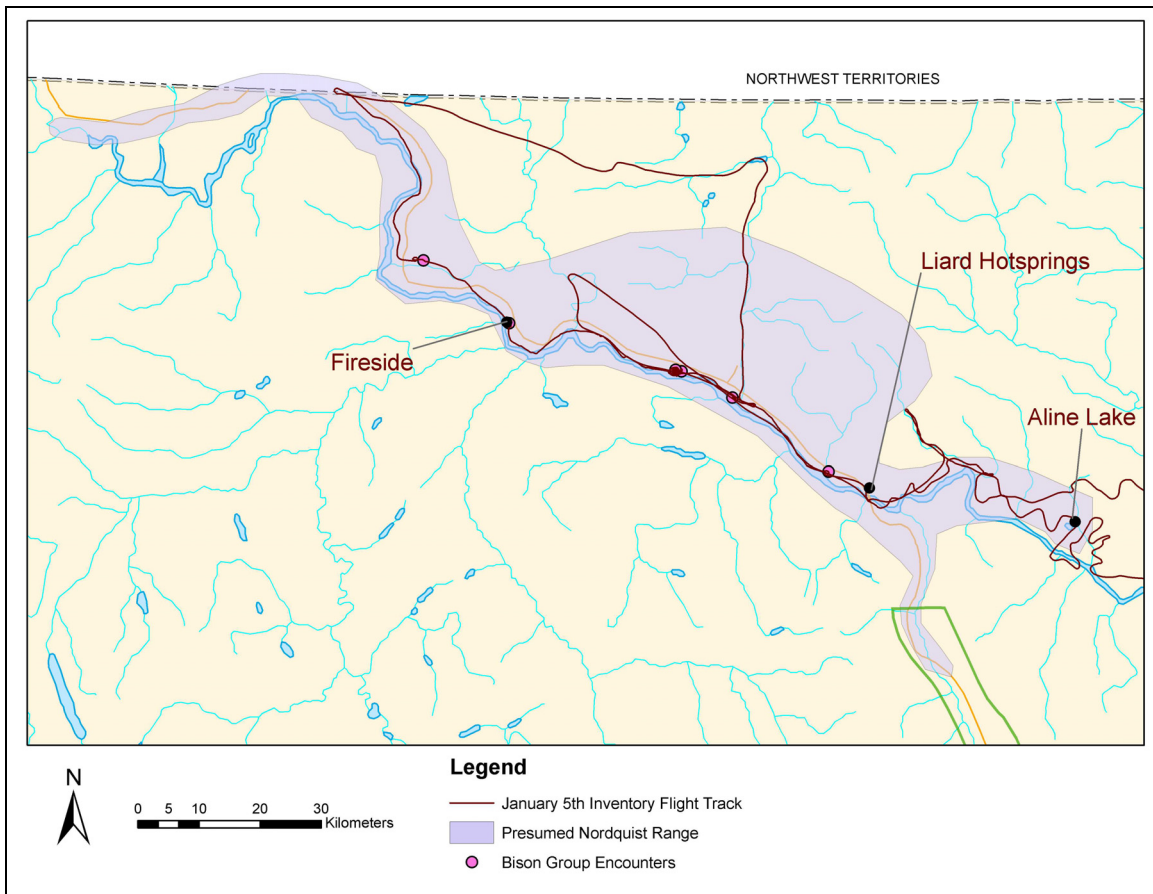 NORTHWEST TERRITORIES
Liard Hotsprings
Fireside
Aline Lake
Legend
N
January 5th Inventory Flight Track
0 5 10 20 30
Kilometers
Presumed Nordquist Range
Bison Group Encounters